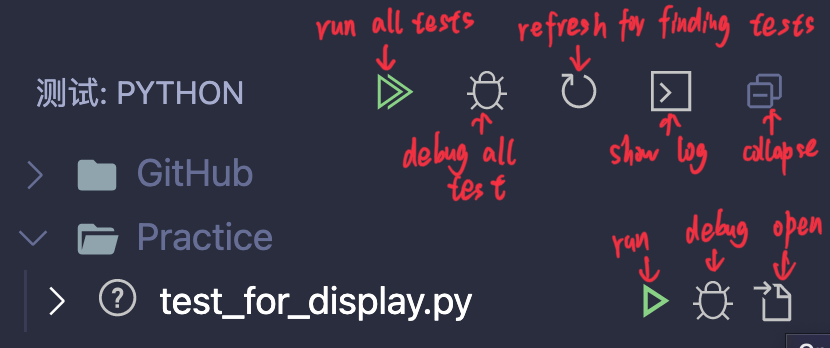 run all tests
refresh for finding tests
测试: PYTHON
debug all
test
show log
collapse
GitHub
Practice
run
debug
open
test_for_display.py